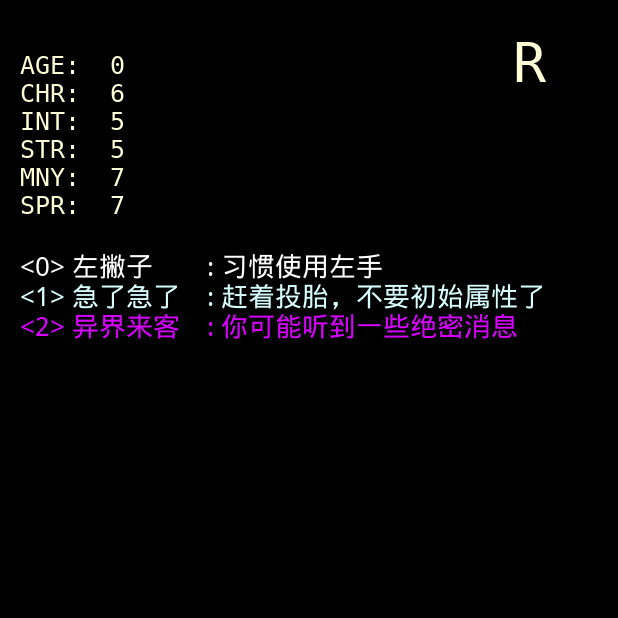 R
AGE: 0
CHR: 6
INT: 5
STR: 5
MNY: 7
SPR: 7
<0> 左撇子 : 习惯使用左手
<1> 急了急了 : 赶着投胎，不要初始属性了
<2> 异界来客 : 你可能听到一些绝密消息